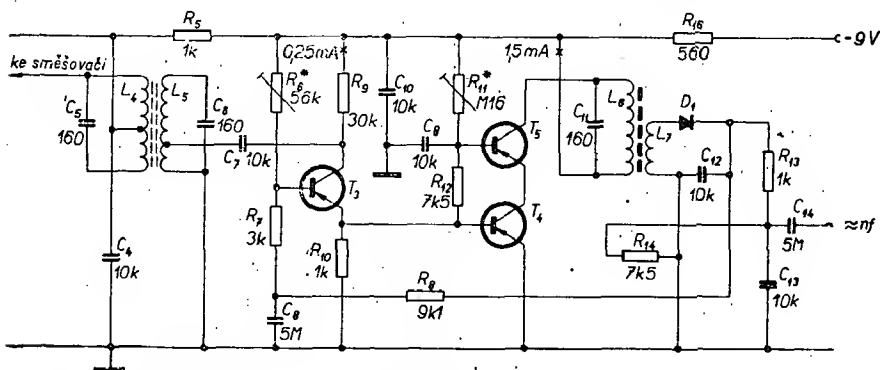 R5
1k
R16
560
-9V
ke směšovači
0,25mA
1,5mA
L4
L5
C5
160
C6
160
C7
10k
R6*
56k
R9
30k
C10
10k
R11*
M16
C9
10k
T5
C11
160
L6
L7
D1
C12
10k
R13
1k
T3
R12
7k5
T4
R7
3k
R10
1k
R14
7k5
C14
5M
≈nf
C4
10k
C8
5M
R8
9k1
C13
10k